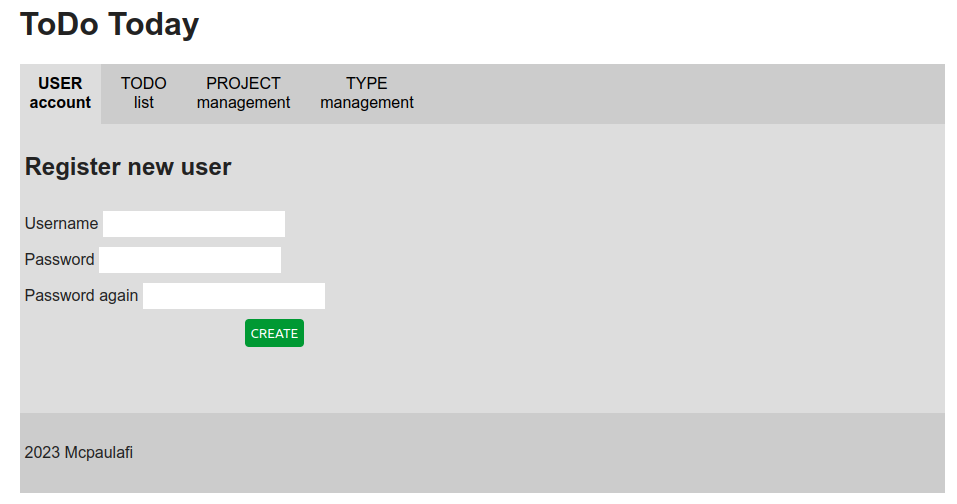 ToDo Today
USER account
TODO list
PROJECT management
TYPE management
Register new user
Username
Password
Password again
CREATE
2023 Mcpaulafi